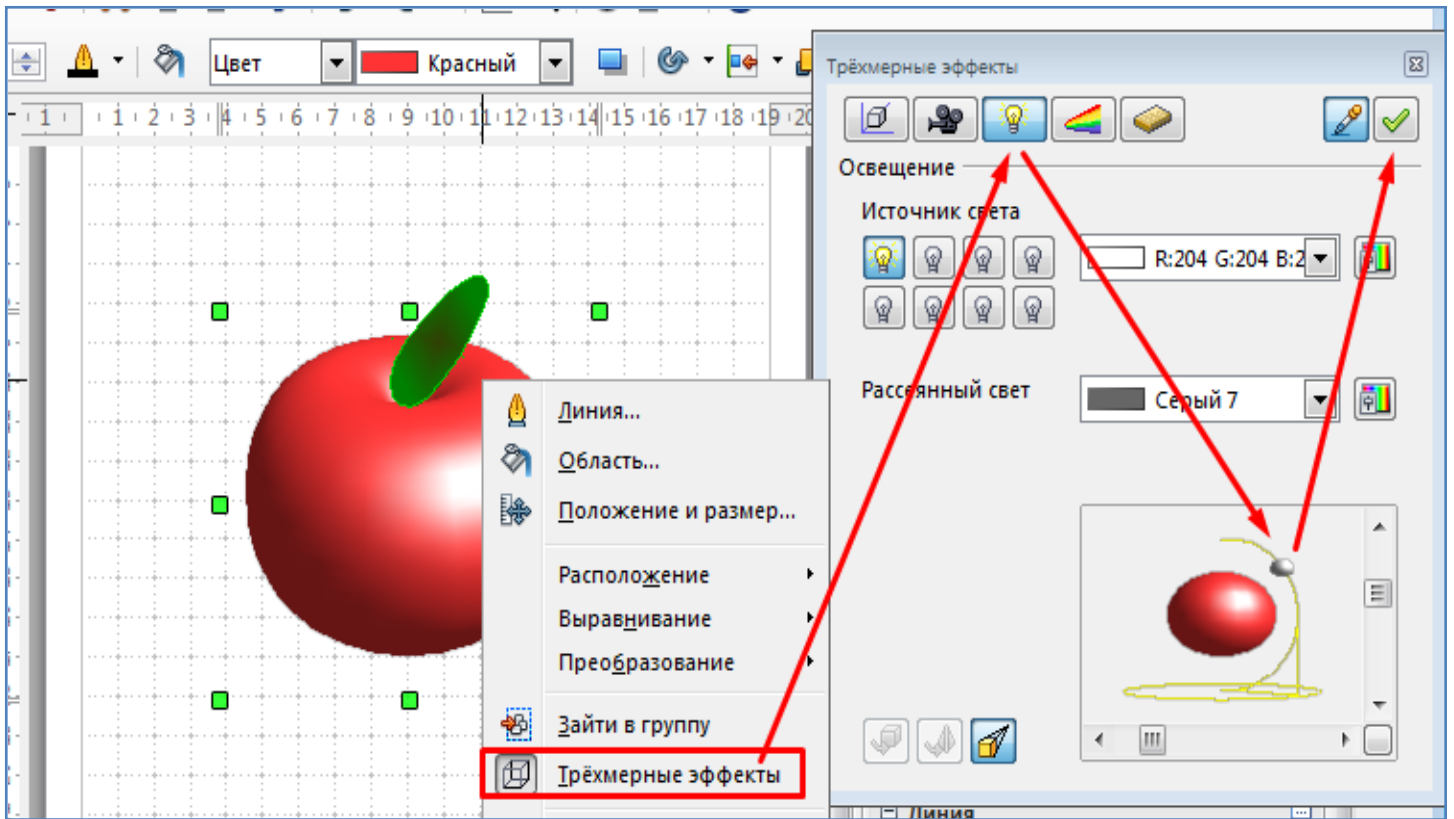 Цвет
Красный
1 1 2 3 4 5 6 7 8 9 10 11 12 13 14 15 16 17 18 19 20
Линия...
Область...
Положение и размер...
Расположение
Выравнивание
Преобразование
Зайти в группу
Трёхмерные эффекты
Трёхмерные эффекты
Освещение
Источник света
R:204 G:204 B:2
Рассеянный свет
Серый 7
Линия